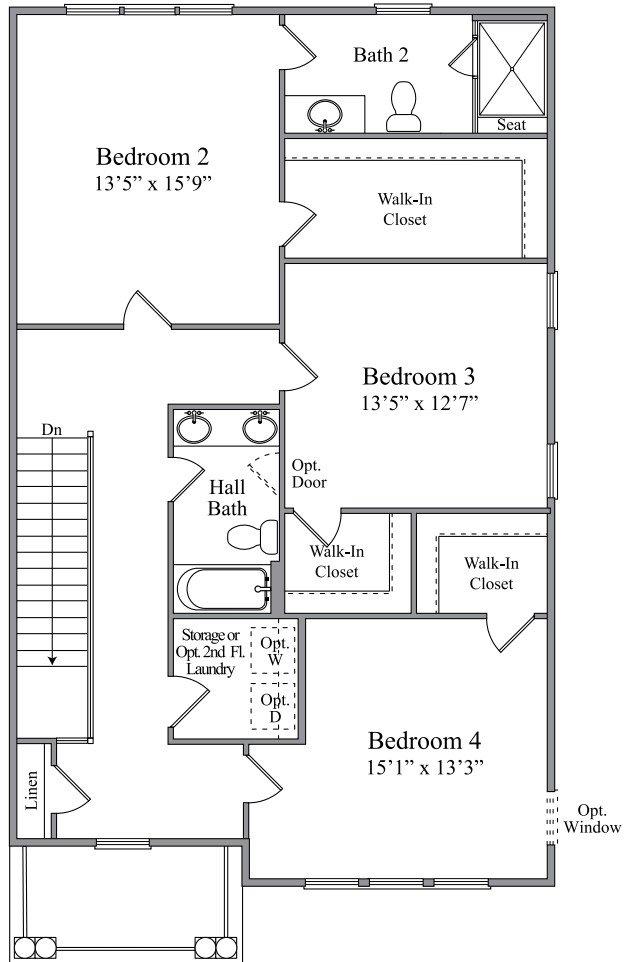 Bath 2
Seat
Bedroom 2
13’5” x 15’9”
Walk-In
Closet
Bedroom 3
13’5” x 12’7”
Dn
Opt.
Door
Hall
Bath
Walk-In
Closet
Walk-In
Closet
Storage or
Opt. 2nd Fl.
Laundry
Opt.
W
Opt.
D
Bedroom 4
15’1” x 13’3”
Linen
Opt.
Window